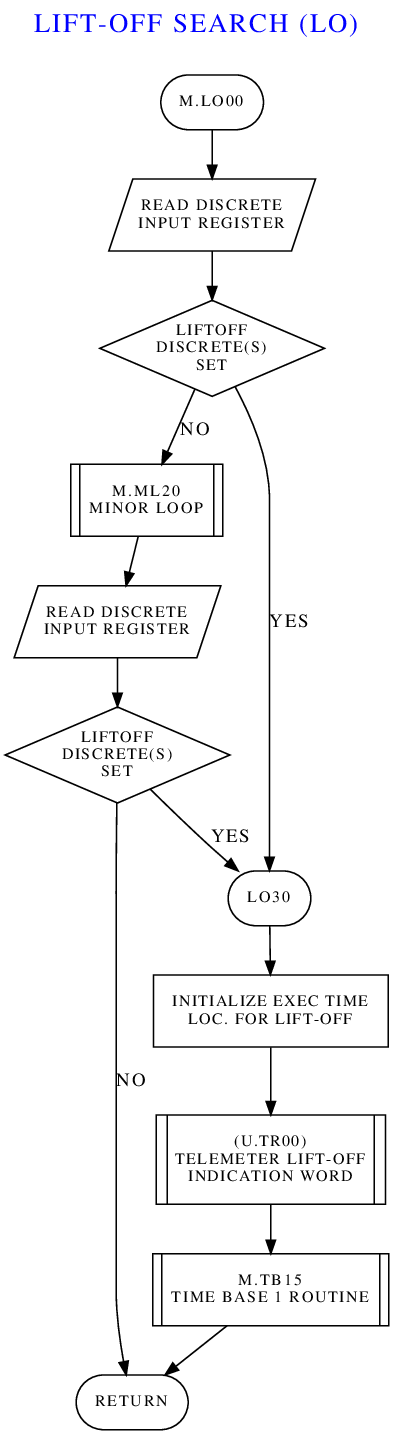 LIFT-OFF SEARCH (LO)
M.LO00
READ DISCRETE
INPUT REGISTER
LIFTOFF
DISCRETE(S)
SET
NO
M.ML20
MINOR LOOP
READ DISCRETE
INPUT REGISTER
YES
LIFTOFF
DISCRETE(S)
SET
YES
LO30
INITIALIZE EXEC TIME
LOC. FOR LIFT-OFF
NO
(U.TR00)
TELEMETER LIFT-OFF
INDICATION WORD
M.TB15
TIME BASE 1 ROUTINE
RETURN